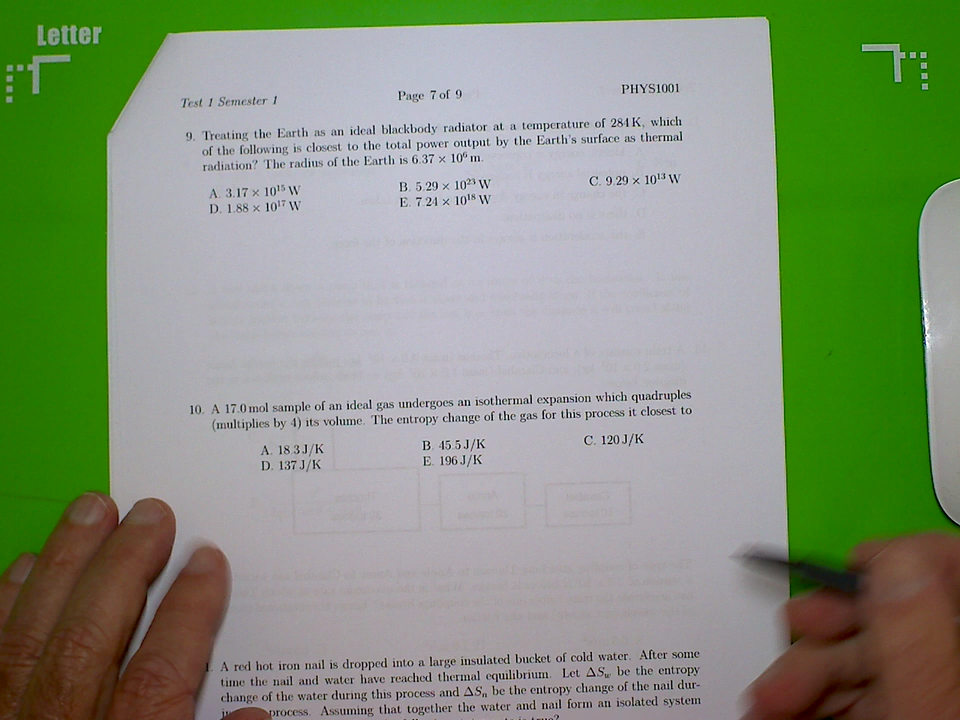 Letter
Test 1 Semester 1 Page 7 of 9 PHYS1001
9. Treating the Earth as an ideal blackbody radiator at a temperature of 284 K, which
of the following is closest to the total power output by the Earth's surface as thermal
radiation? The radius of the Earth is 6.37 × 10⁶ m.
A. 3.17 × 10¹⁵ W B. 5.29 × 10²³ W C. 9.29 × 10¹³ W
D. 1.88 × 10¹⁷ W E. 7.24 × 10¹⁸ W
10. A 17.0 mol sample of an ideal gas undergoes an isothermal expansion which quadruples
(multiplies by 4) its volume. The entropy change of the gas for this process it closest to
A. 18.3 J/K B. 45.5 J/K C. 120 J/K
D. 137 J/K E. 196 J/K
A red hot iron nail is dropped into a large insulated bucket of cold water. After some
time the nail and water have reached thermal equilibrium. Let ΔS_w be the entropy
change of the water during this process and ΔS_n be the entropy change of the nail dur-
process. Assuming that together the water and nail form an isolated system
is true?